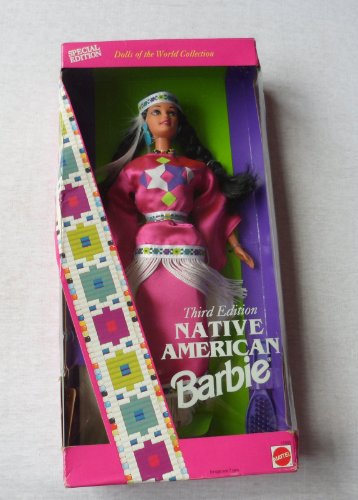 SPECIAL
EDITION
Dolls of the World Collection
Third Edition
NATIVE
AMERICAN
Barbie®
MATTEL